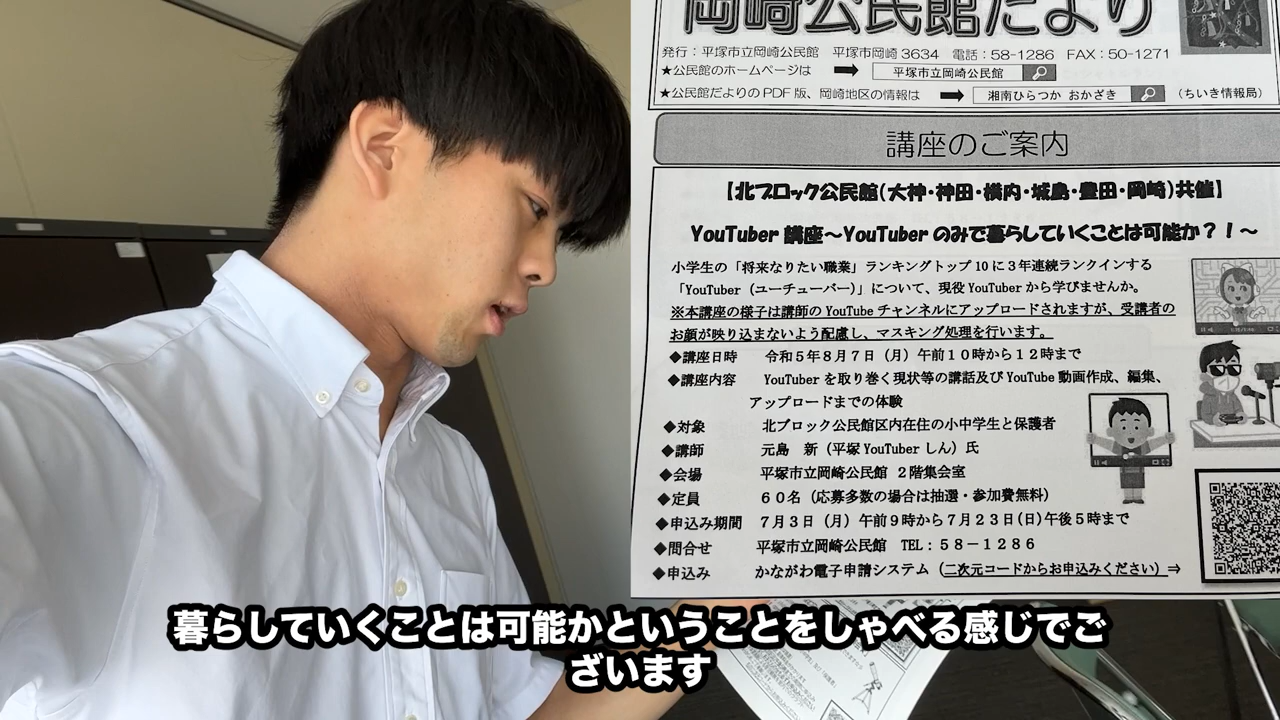 岡崎公民館だより
発行：平塚市立岡崎公民館　平塚市岡崎3634　電話：58-1286　FAX：50-1271
★公民館のホームページは　➡　平塚市立岡崎公民館
★公民館だよりのPDF版、岡崎地区の情報は　➡　湘南ひらつか おかざき　（ちいき情報局）
講座のご案内
【北ブロック公民館（大神・神田・横内・城島・豊田・岡崎）共催】
YouTuber 講座～YouTuber のみで暮らしていくことは可能か？！～
小学生の「将来なりたい職業」ランキングトップ10に３年連続ランクインする
「YouTuber（ユーチューバー）」について、現役YouTuberから学びませんか。
※本講座の様子は講師のYouTubeチャンネルにアップロードされますが、受講者の
お顔が映り込まないよう配慮し、マスキング処理を行います。
◆講座日時　令和５年８月７日（月）午前１０時から１２時まで
◆講座内容　YouTuberを取り巻く現状等の講話及びYouTube動画作成、編集、
アップロードまでの体験
◆対象　北ブロック公民館区内在住の小中学生と保護者
◆講師　元島　新（平塚YouTuberしん）氏
◆会場　平塚市立岡崎公民館　２階集会室
◆定員　６０名（応募多数の場合は抽選・参加費無料）
◆申込み期間　７月３日（月）午前９時から７月２３日(日)午後５時まで
◆問合せ　平塚市立岡崎公民館　TEL：５８－１２８６
◆申込み　かながわ電子申請システム（二次元コードからお申込みください）⇒
暮らしていくことは可能かということをしゃべる感じでご
ざいます